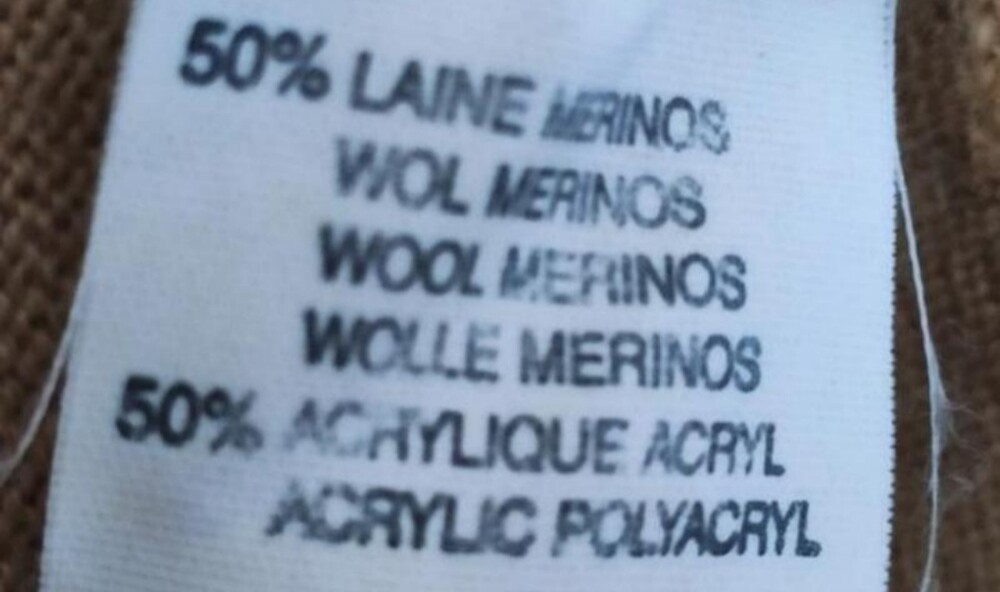 50% LAINE MERINOS
WOL MERINOS
WOOL MERINOS
WOLLE MERINOS
50% ACRYLIQUE ACRYL
ACRYLIC POLYACRYL